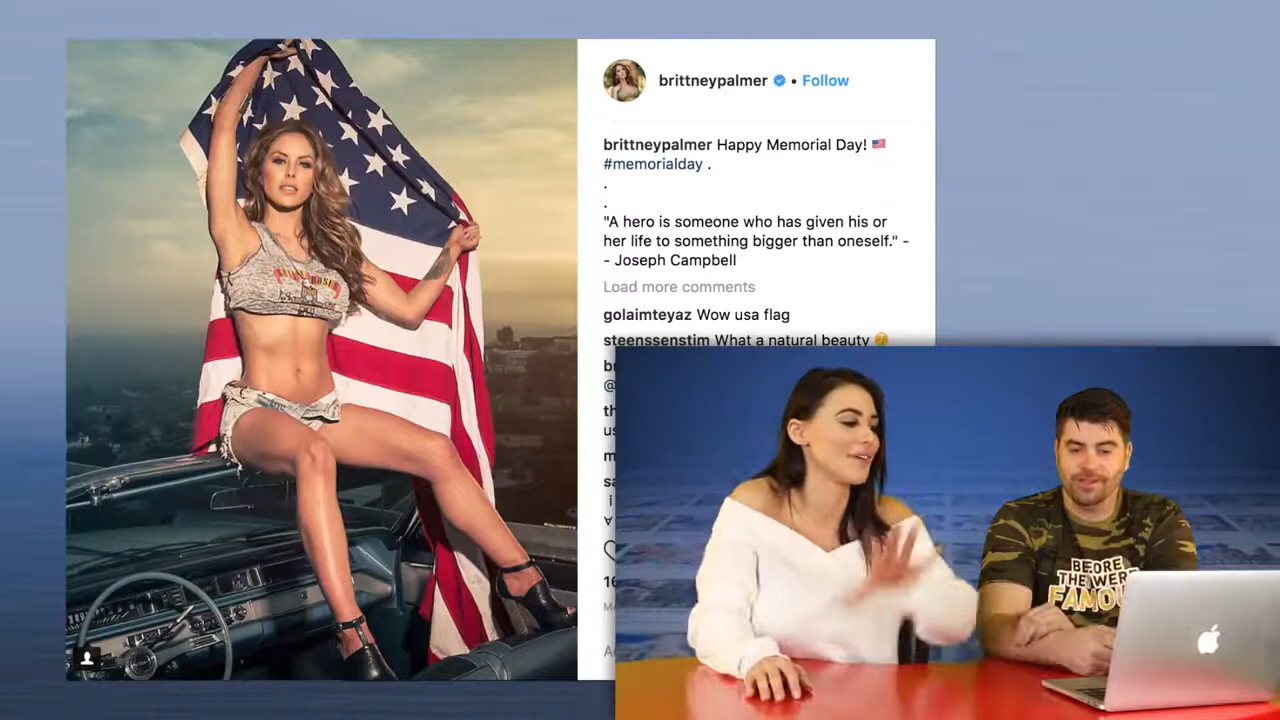 brittneypalmer • Follow
brittneypalmer Happy Memorial Day! 🇺🇸
#memorialday .
.
.
"A hero is someone who has given his or
her life to something bigger than oneself." -
- Joseph Campbell
Load more comments
golaimteyaz Wow usa flag
steenssenstim What a natural beauty
@
BEFORE
THEY WERE
FAMOUS